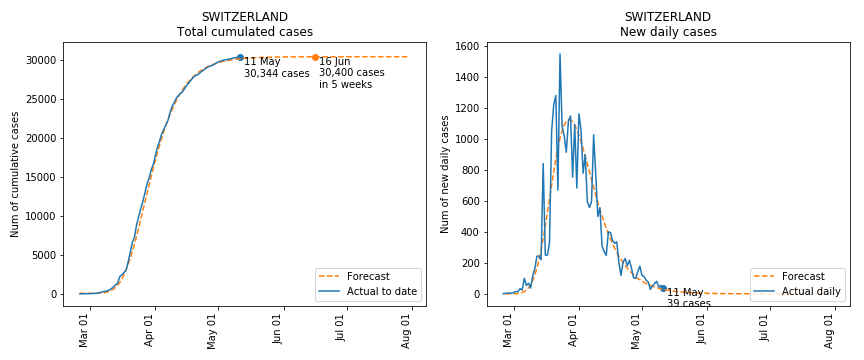 SWITZERLAND
Total cumulated cases
Num of cumulative cases
30000
25000
20000
15000
10000
5000
0
11 May
30,344 cases
16 Jun
30,400 cases
in 5 weeks
Forecast
Actual to date
Mar 01
Apr 01
May 01
Jun 01
Jul 01
Aug 01
SWITZERLAND
New daily cases
Num of new daily cases
1600
1400
1200
1000
800
600
400
200
0
11 May
39 cases
Forecast
Actual daily
Mar 01
Apr 01
May 01
Jun 01
Jul 01
Aug 01